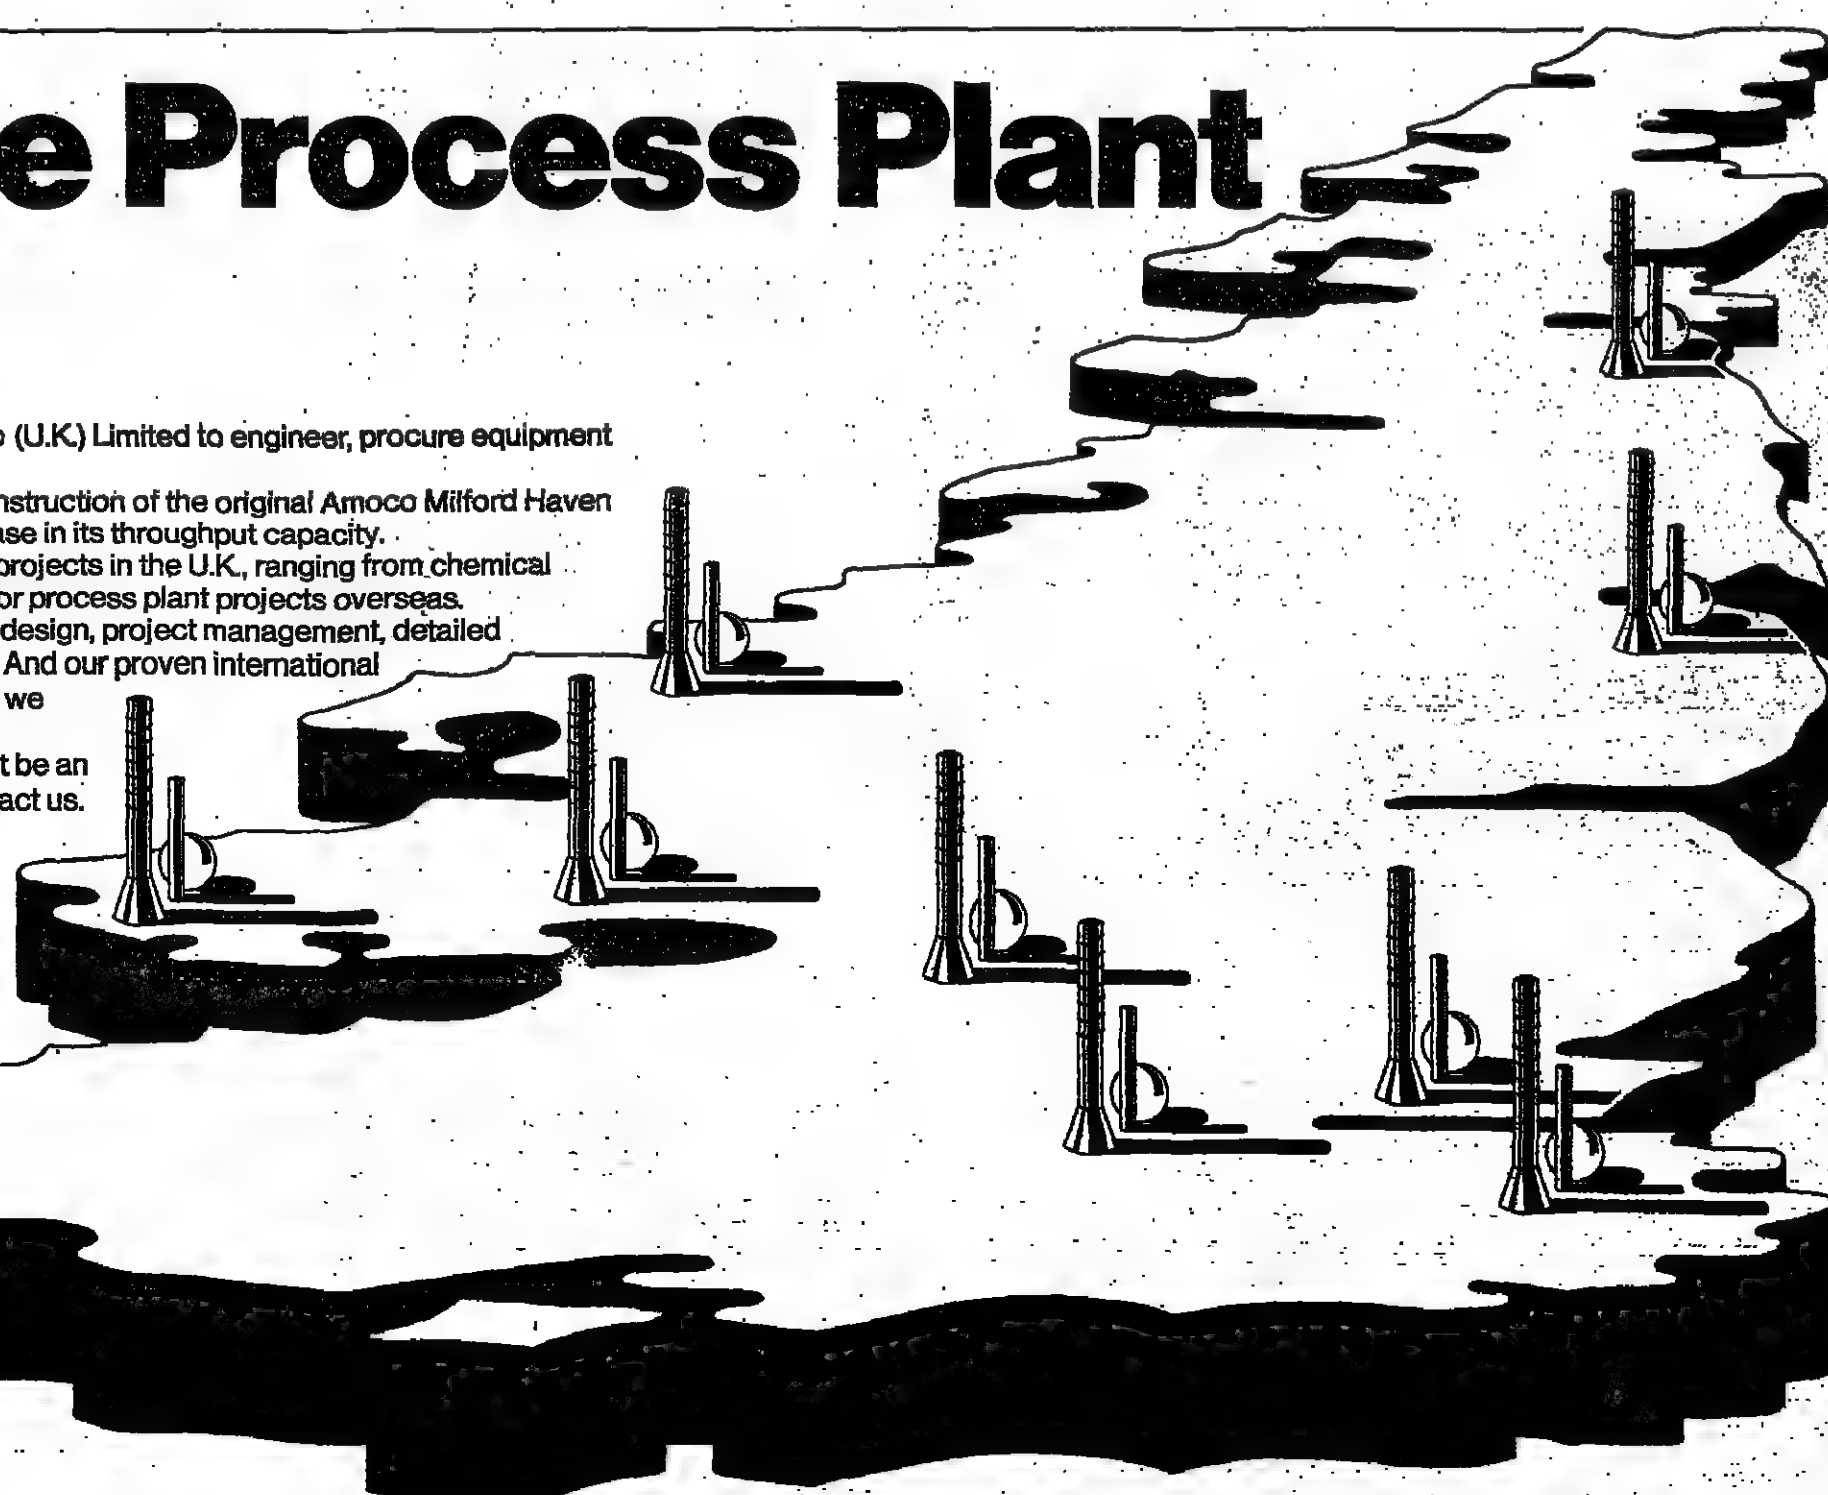 e Process Plant
o (U.K.) Limited to engineer, procure equipment
nstruction of the original Amoco Milford Haven
ase in its throughput capacity.
projects in the U.K., ranging from chemical
or process plant projects overseas.
design, project management, detailed
And our proven international
we
t be an
act us.